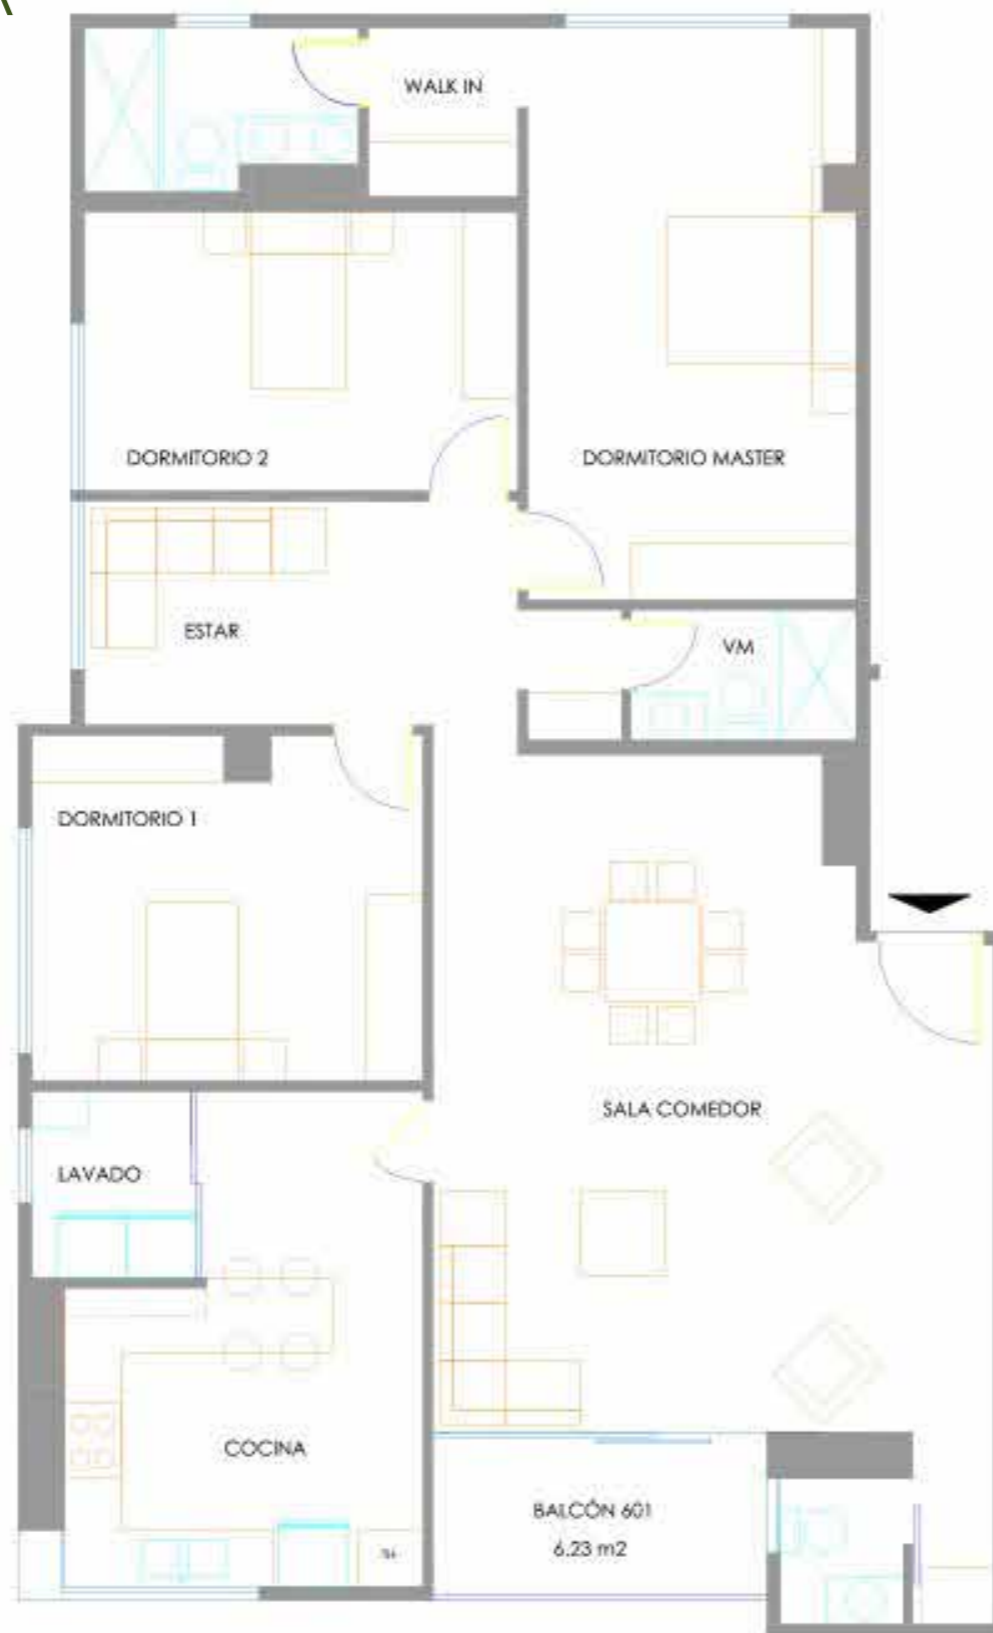 WALK IN
DORMITORIO 2
DORMITORIO MASTER
ESTAR
VM
DORMITORIO 1
SALA COMEDOR
LAVADO
COCINA
BALCÓN 601
6.23 m2